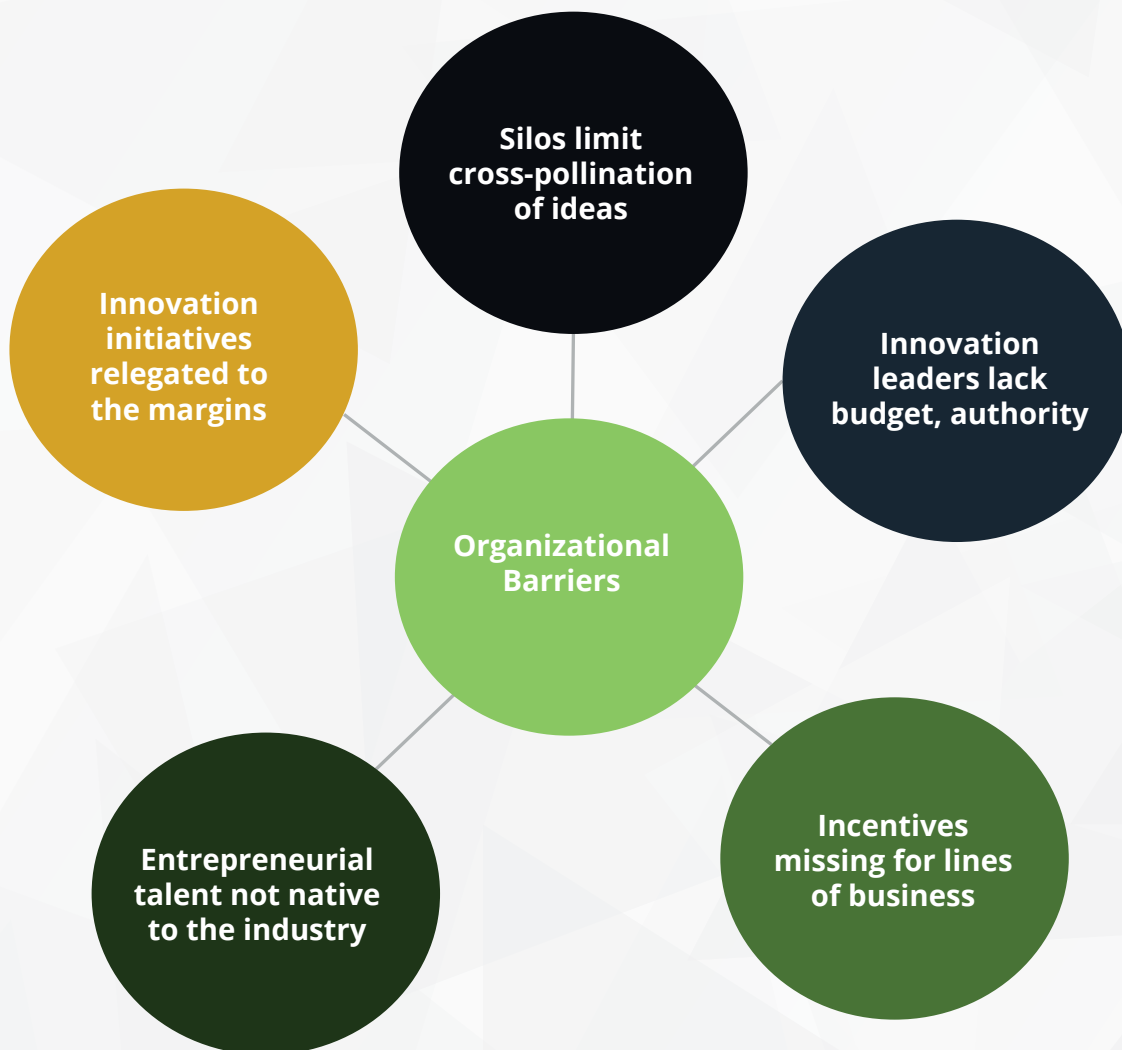 Silos limit
cross-pollination
of ideas
Innovation
initiatives
relegated to
the margins
Innovation
leaders lack
budget, authority
Organizational
Barriers
Entrepreneurial
talent not native
to the industry
Incentives
missing for lines
of business